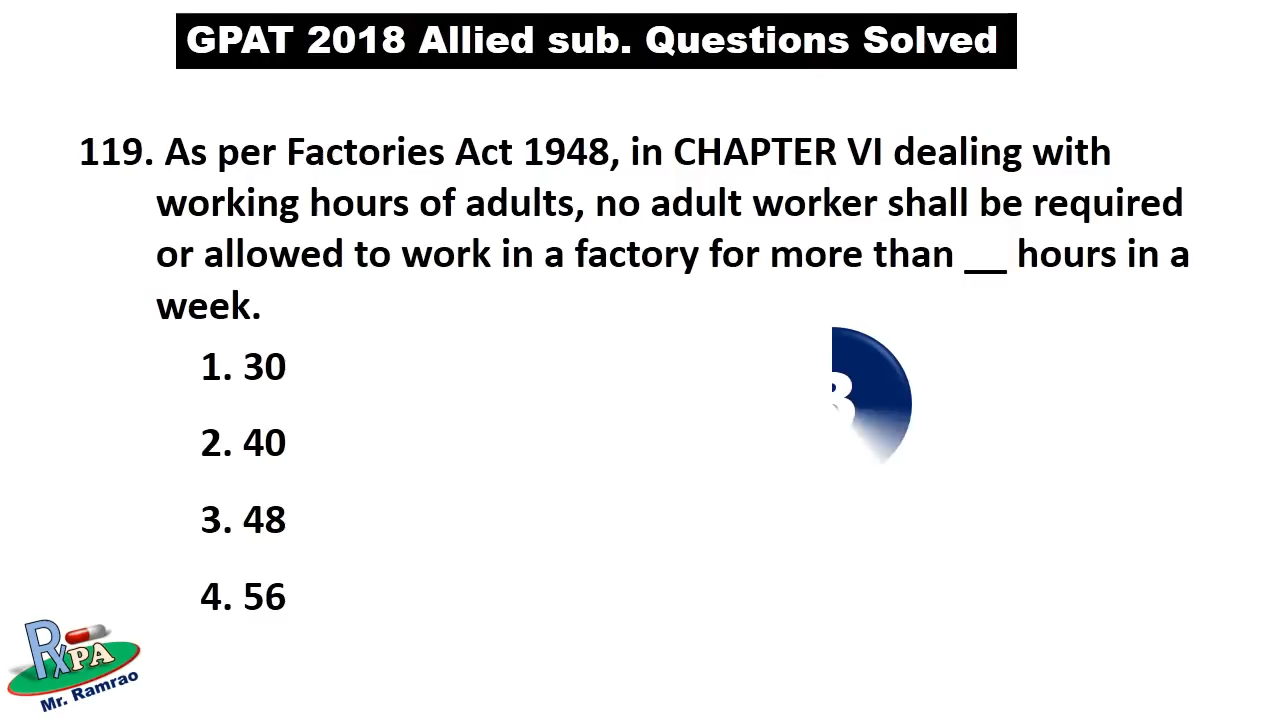 GPAT 2018 Allied sub. Questions Solved
119. As per Factories Act 1948, in CHAPTER VI dealing with
working hours of adults, no adult worker shall be required
or allowed to work in a factory for more than __ hours in a
week.
1. 30
2. 40
3. 48
4. 56
Rx PA
Mr. Ramrao